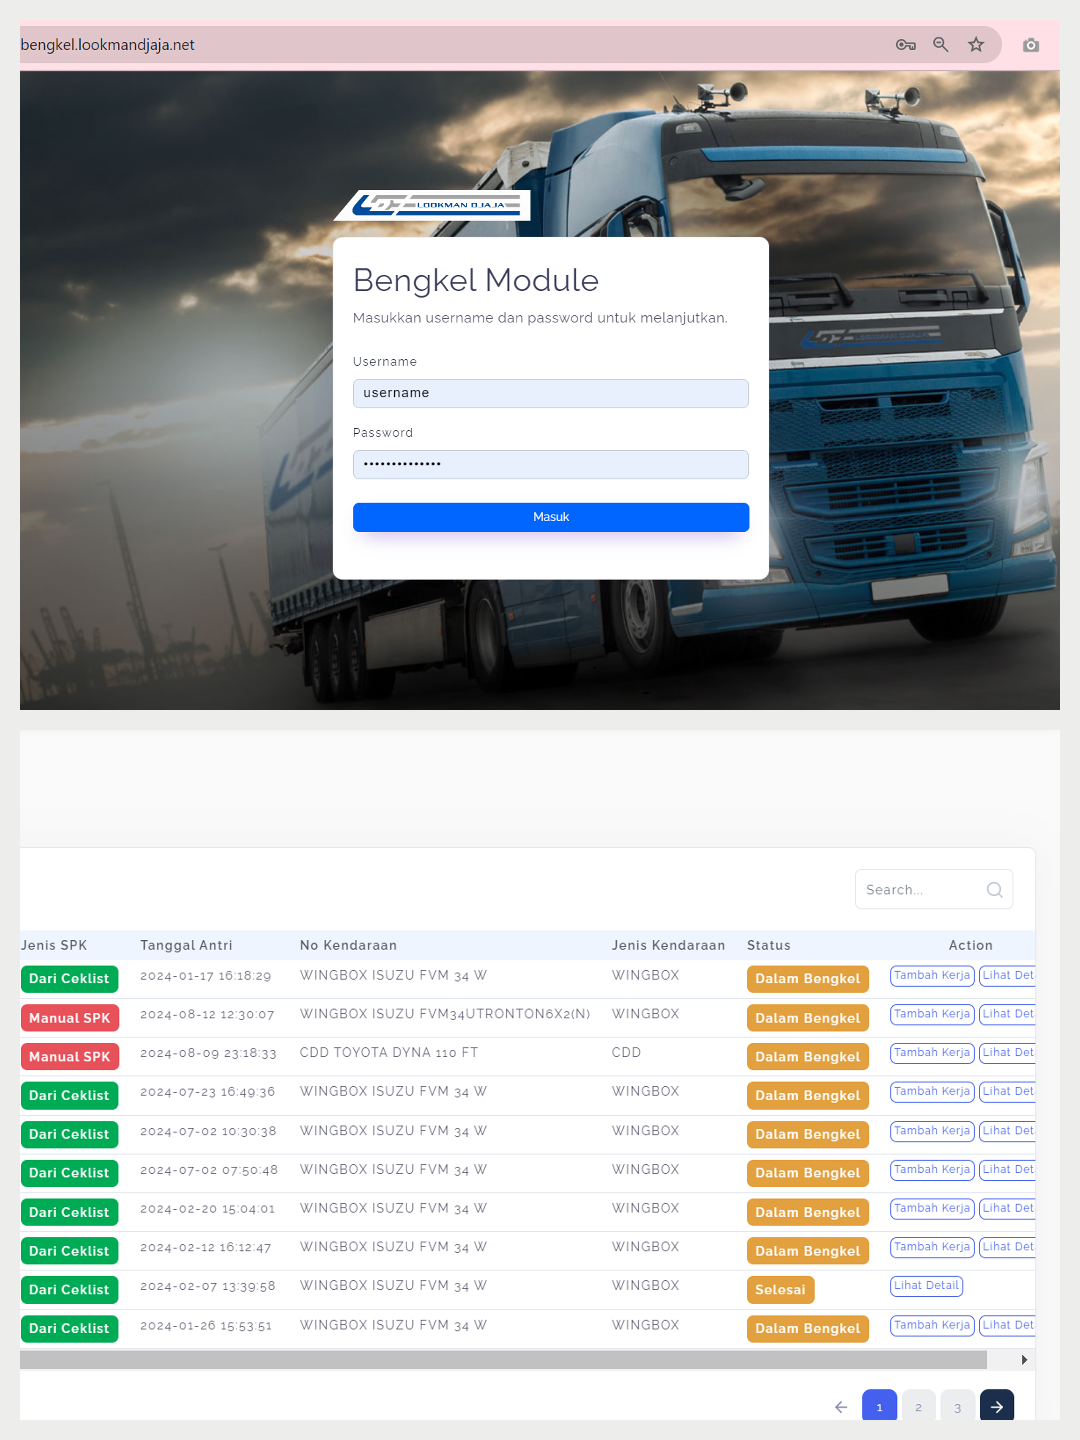 bengkel.lookmandjaja.net
LOOKMAN DJAJA
Bengkel Module
Masukkan username dan password untuk melanjutkan.
Username
username
Password
••••••••••••••
Masuk
Search...
Jenis SPK Tanggal Antri No Kendaraan Jenis Kendaraan Status Action
Dari Ceklist 2024-01-17 16:18:29 WINGBOX ISUZU FVM 34 W WINGBOX Dalam Bengkel Tambah Kerja Lihat Det
Manual SPK 2024-08-12 12:30:07 WINGBOX ISUZU FVM34UTRONTON6X2(N) WINGBOX Dalam Bengkel Tambah Kerja Lihat Det
Manual SPK 2024-08-09 23:18:33 CDD TOYOTA DYNA 110 FT CDD Dalam Bengkel Tambah Kerja Lihat Det
Dari Ceklist 2024-07-23 16:49:36 WINGBOX ISUZU FVM 34 W WINGBOX Dalam Bengkel Tambah Kerja Lihat Det
Dari Ceklist 2024-07-02 10:30:38 WINGBOX ISUZU FVM 34 W WINGBOX Dalam Bengkel Tambah Kerja Lihat Det
Dari Ceklist 2024-07-02 07:50:48 WINGBOX ISUZU FVM 34 W WINGBOX Dalam Bengkel Tambah Kerja Lihat Det
Dari Ceklist 2024-02-20 15:04:01 WINGBOX ISUZU FVM 34 W WINGBOX Dalam Bengkel Tambah Kerja Lihat Det
Dari Ceklist 2024-02-12 16:12:47 WINGBOX ISUZU FVM 34 W WINGBOX Dalam Bengkel Tambah Kerja Lihat Det
Dari Ceklist 2024-02-07 13:39:58 WINGBOX ISUZU FVM 34 W WINGBOX Selesai Lihat Detail
Dari Ceklist 2024-01-26 15:53:51 WINGBOX ISUZU FVM 34 W WINGBOX Dalam Bengkel Tambah Kerja Lihat Det
1 2 3